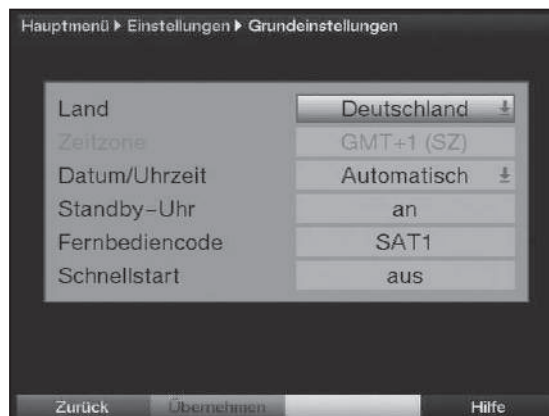 Hauptmenü ▶ Einstellungen ▶ Grundeinstellungen
Land Deutschland
Zeitzone GMT+1 (SZ)
Datum/Uhrzeit Automatisch
Standby-Uhr an
Fernbediencode SAT1
Schnellstart aus
Zurück Übernehmen Hilfe